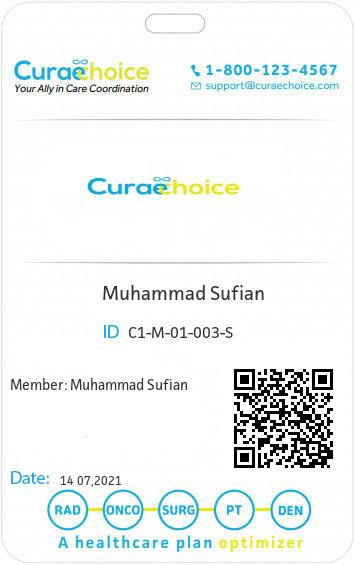 Curaechoice
Your Ally in Care Coordination
1-800-123-4567
support@curaechoice.com
Curaechoice
Muhammad Sufian
ID C1-M-01-003-S
Member: Muhammad Sufian
Date: 14 07,2021
RAD ONCO SURG PT DEN
A healthcare plan optimizer